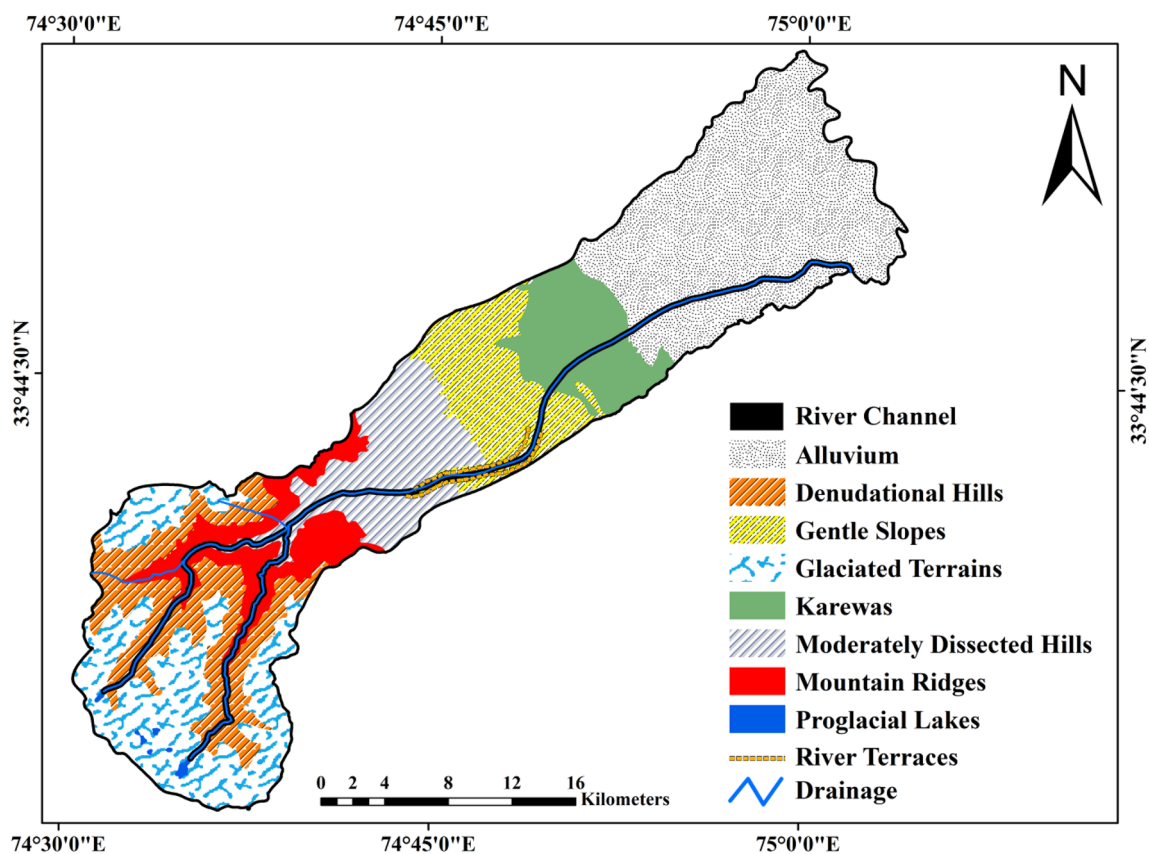 74°30'0"E 74°45'0"E 75°0'0"E
N
33°44'30"N
33°44'30"N
River Channel
Alluvium
Denudational Hills
Gentle Slopes
Glaciated Terrains
Karewas
Moderately Dissected Hills
Mountain Ridges
Proglacial Lakes
River Terraces
Drainage
0 2 4 8 12 16
Kilometers
74°30'0"E 74°45'0"E 75°0'0"E